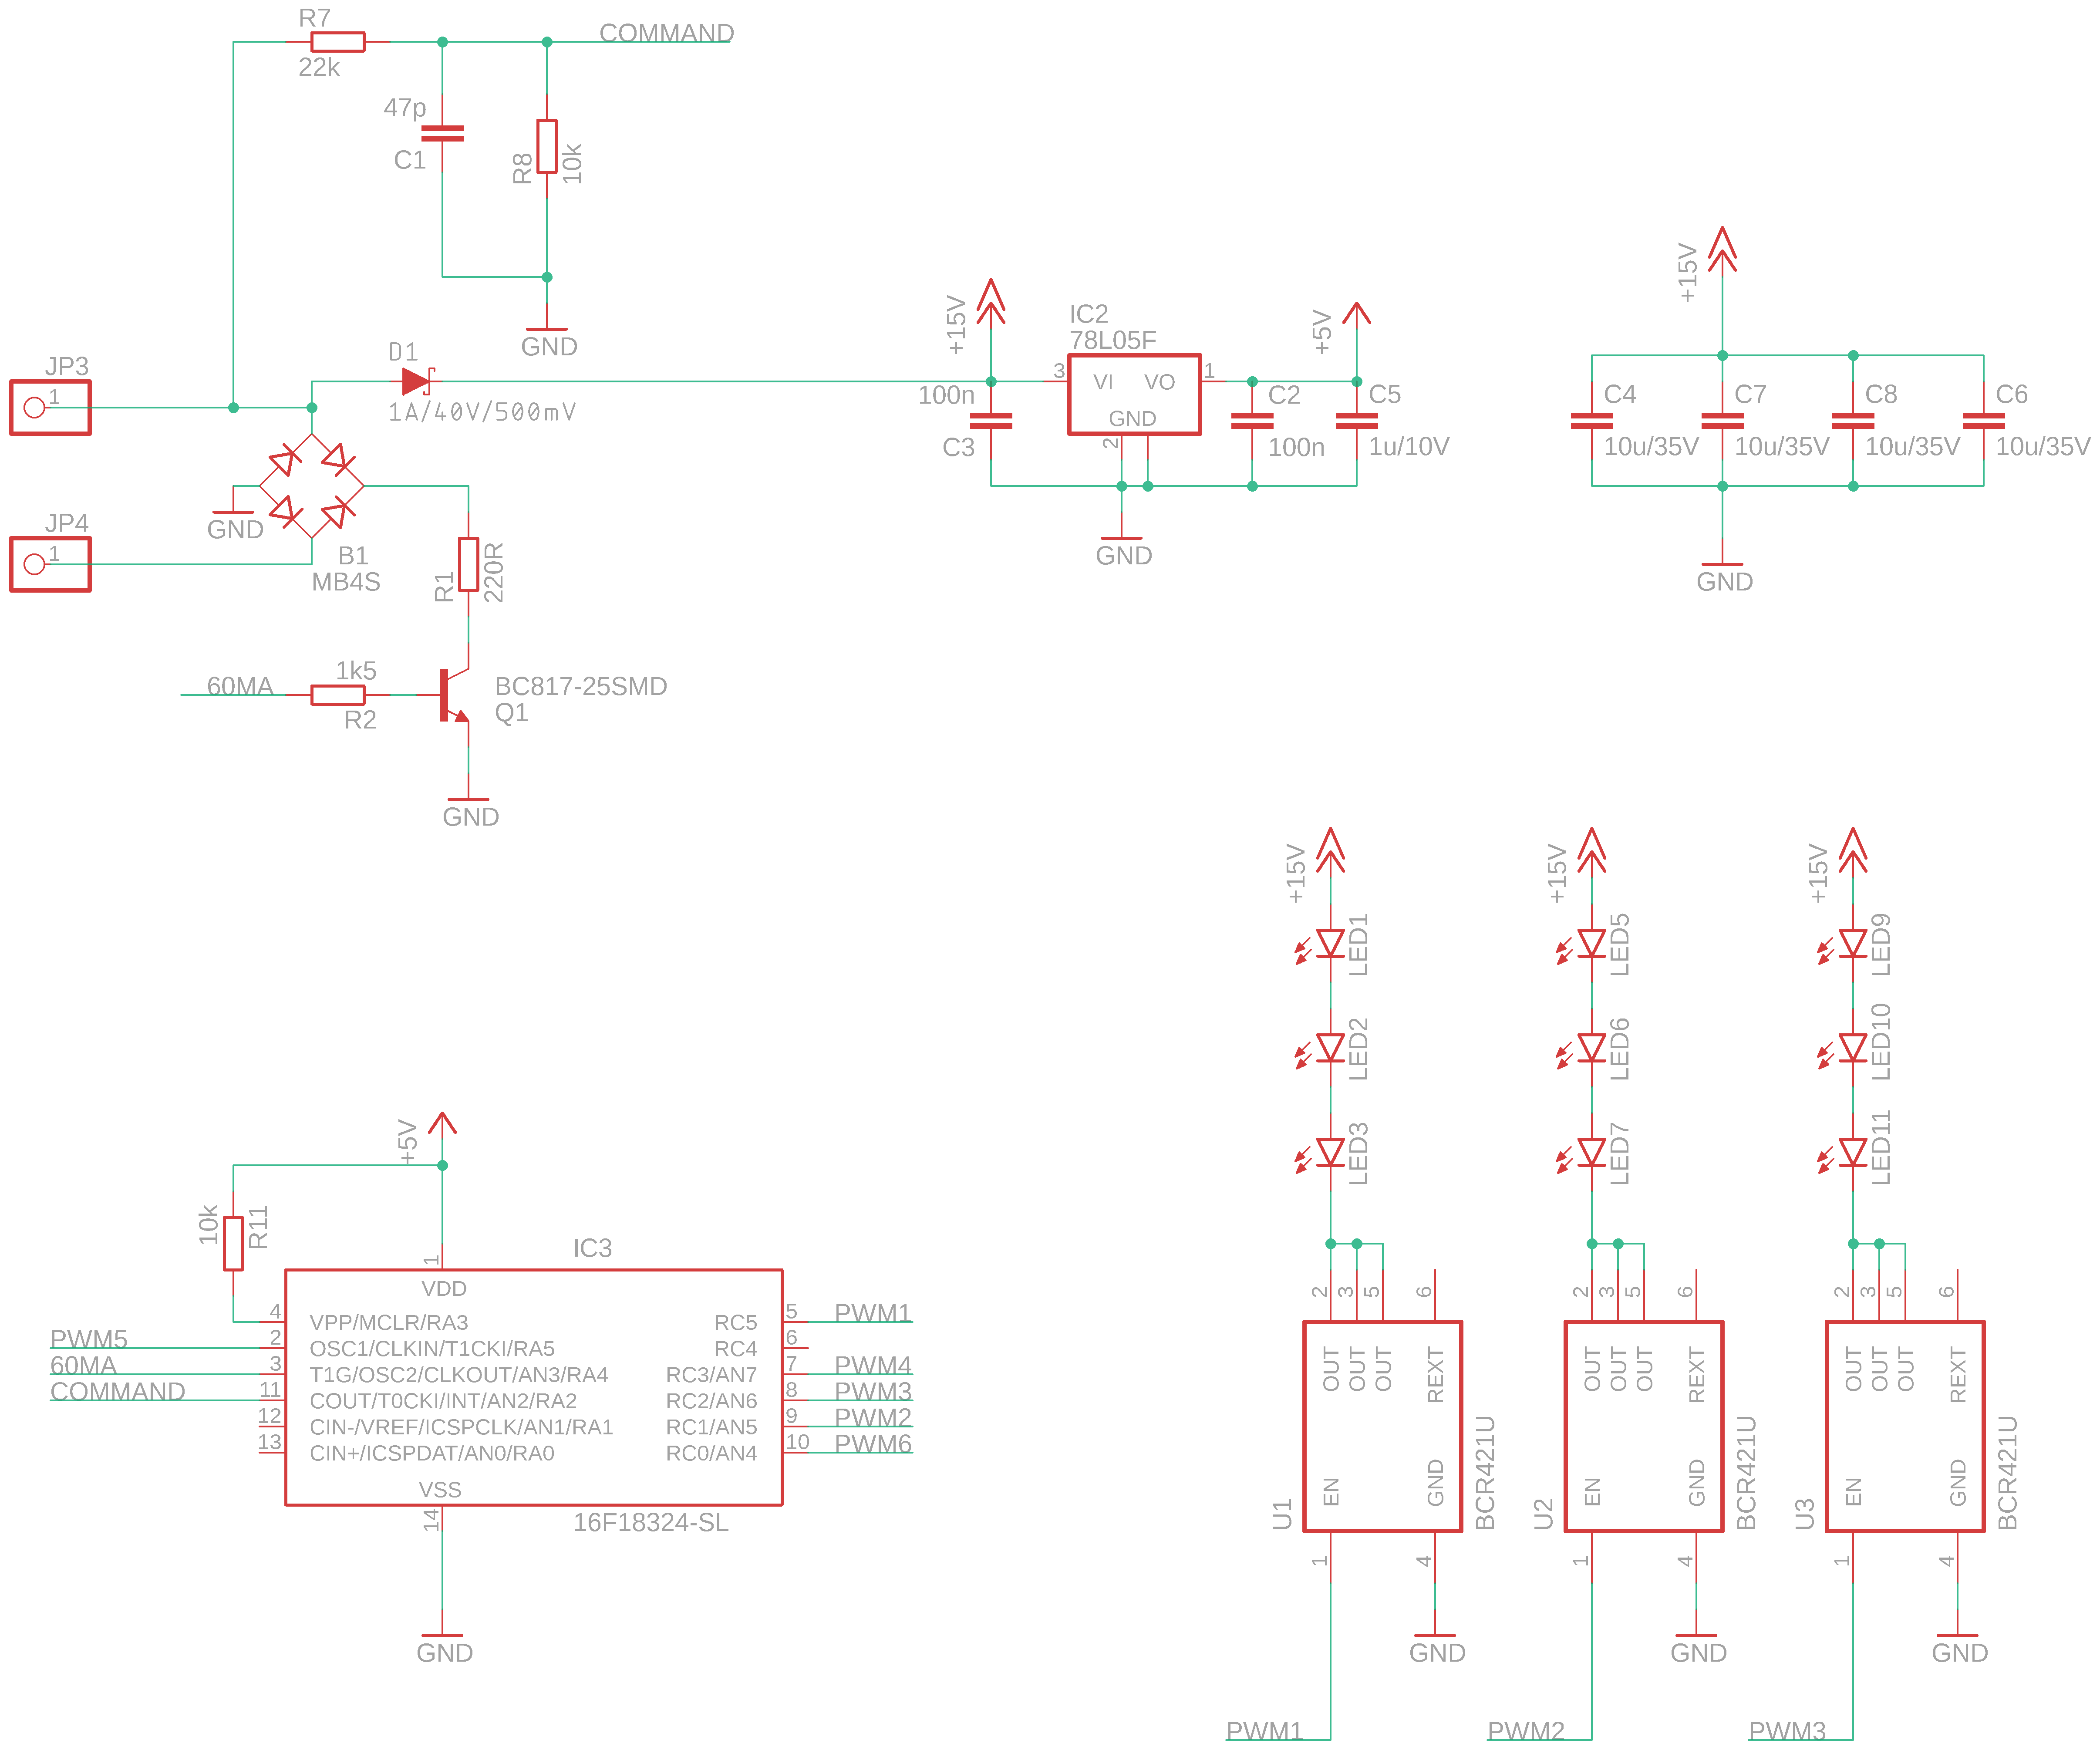 R7
22k
COMMAND
47p
C1
R8
10k
GND
JP3
1
D1
1A/40V/500mV
GND
JP4
1
B1
MB4S
R1
220R
60MA
1k5
R2
BC817-25SMD
Q1
GND
+15V
IC2
78L05F
3
VI
VO
1
GND
2
+5V
100n
C3
C2
100n
C5
1u/10V
GND
+15V
C4
10u/35V
C7
10u/35V
C8
10u/35V
C6
10u/35V
GND
+5V
10k
R11
IC3
1
VDD
4
VPP/MCLR/RA3
PWM5
2
OSC1/CLKIN/T1CKI/RA5
60MA
3
T1G/OSC2/CLKOUT/AN3/RA4
COMMAND
11
COUT/T0CKI/INT/AN2/RA2
12
CIN-/VREF/ICSPCLK/AN1/RA1
13
CIN+/ICSPDAT/AN0/RA0
RC5
5
PWM1
RC4
6
RC3/AN7
7
PWM4
RC2/AN6
8
PWM3
RC1/AN5
9
PWM2
RC0/AN4
10
PWM6
VSS
14
16F18324-SL
GND
+15V
LED1
LED2
LED3
2
3
5
6
OUT
OUT
OUT
REXT
EN
GND
U1
BCR421U
1
4
GND
PWM1
+15V
LED5
LED6
LED7
2
3
5
6
OUT
OUT
OUT
REXT
EN
GND
U2
BCR421U
1
4
GND
PWM2
+15V
LED9
LED10
LED11
2
3
5
6
OUT
OUT
OUT
REXT
EN
GND
U3
BCR421U
1
4
GND
PWM3